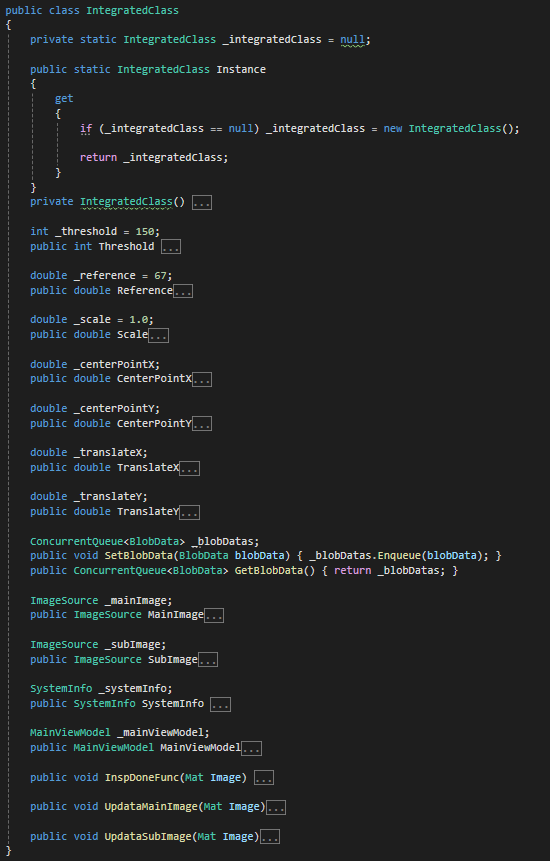 public class IntegratedClass
{
private static IntegratedClass _integratedClass = null;
public static IntegratedClass Instance
{
get
{
if (_integratedClass == null) _integratedClass = new IntegratedClass();
return _integratedClass;
}
}
private IntegratedClass() ...
int _threshold = 150;
public int Threshold ...
double _reference = 67;
public double Reference...
double _scale = 1.0;
public double Scale...
double _centerPointX;
public double CenterPointX...
double _centerPointY;
public double CenterPointY...
double _translateX;
public double TranslateX...
double _translateY;
public double TranslateY...
ConcurrentQueue<BlobData> _blobDatas;
public void SetBlobData(BlobData blobData) { _blobDatas.Enqueue(blobData); }
public ConcurrentQueue<BlobData> GetBlobData() { return _blobDatas; }
ImageSource _mainImage;
public ImageSource MainImage...
ImageSource _subImage;
public ImageSource SubImage...
SystemInfo _systemInfo;
public SystemInfo SystemInfo ...
MainViewModel _mainViewModel;
public MainViewModel MainViewModel...
public void InspDoneFunc(Mat Image) ...
public void UpdataMainImage(Mat Image)...
public void UpdataSubImage(Mat Image)...
}